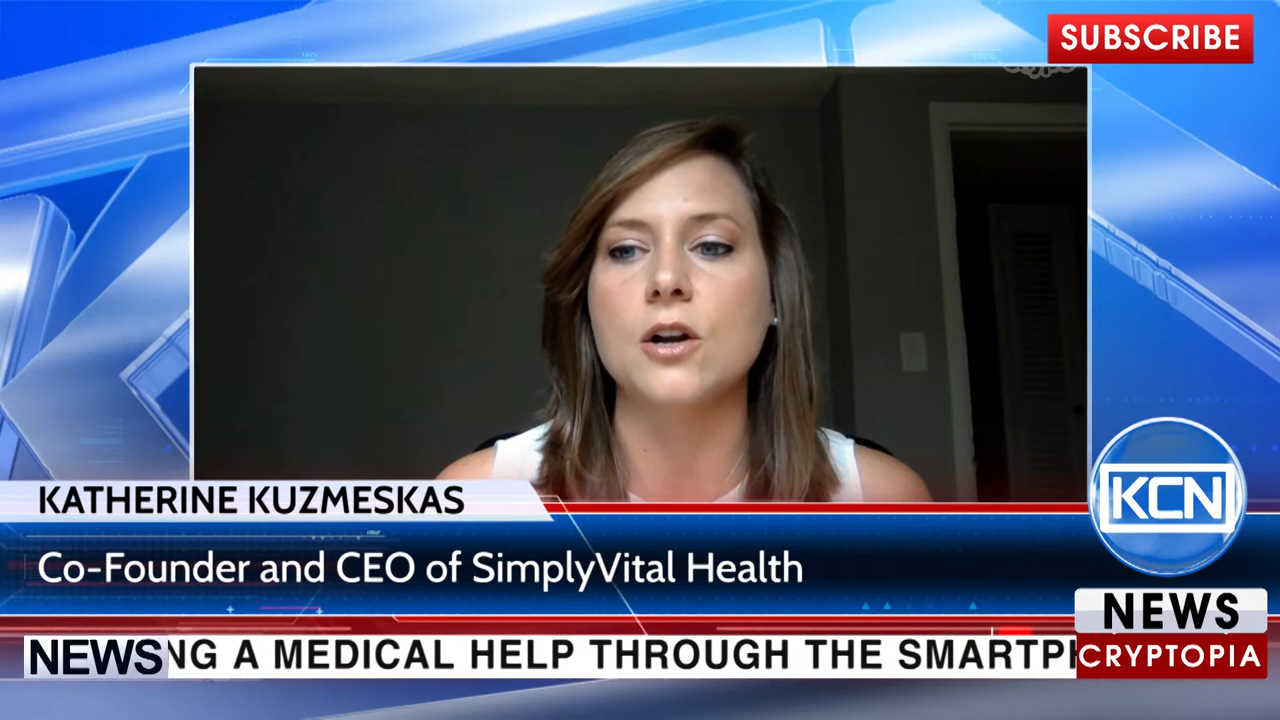 SUBSCRIBE
KATHERINE KUZMESKAS
Co-Founder and CEO of SimplyVital Health
KCN
NEWS
CRYPTOPIA
NEWS NG A MEDICAL HELP THROUGH THE SMARTPH